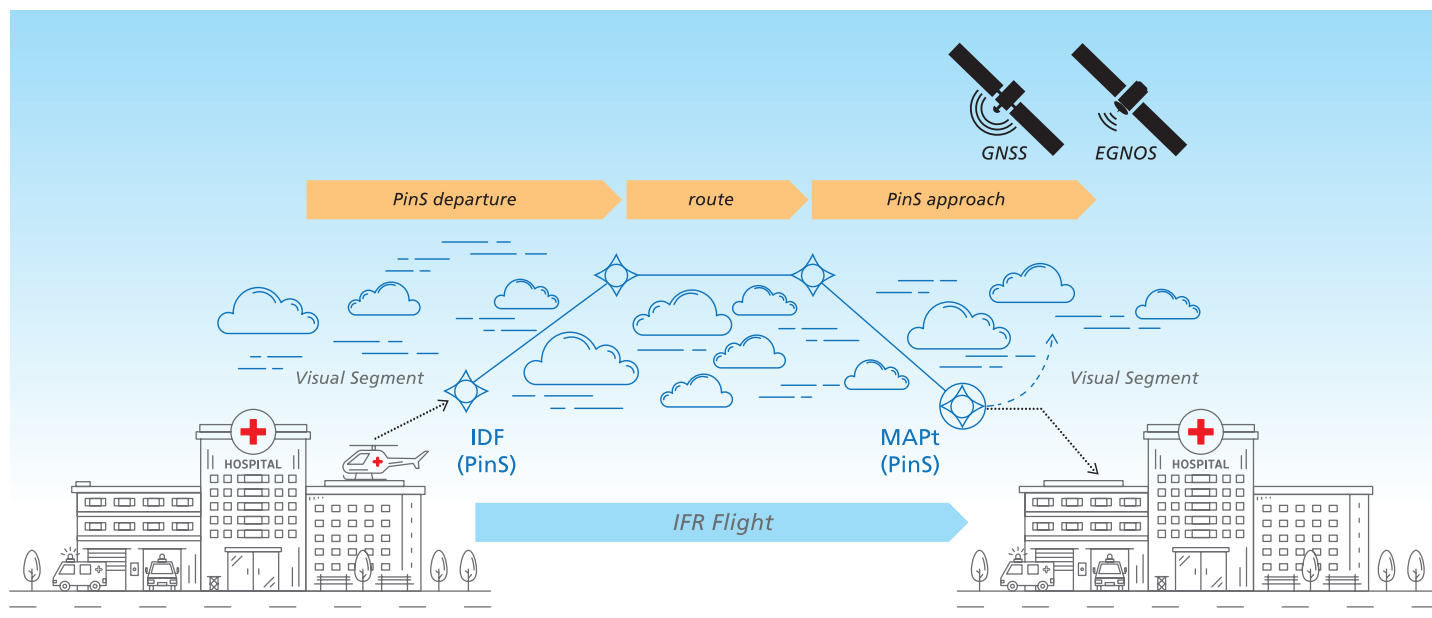 GNSS
EGNOS
PinS departure
route
PinS approach
Visual Segment
Visual Segment
IDF
(PinS)
MAPt
(PinS)
HOSPITAL
HOSPITAL
IFR Flight